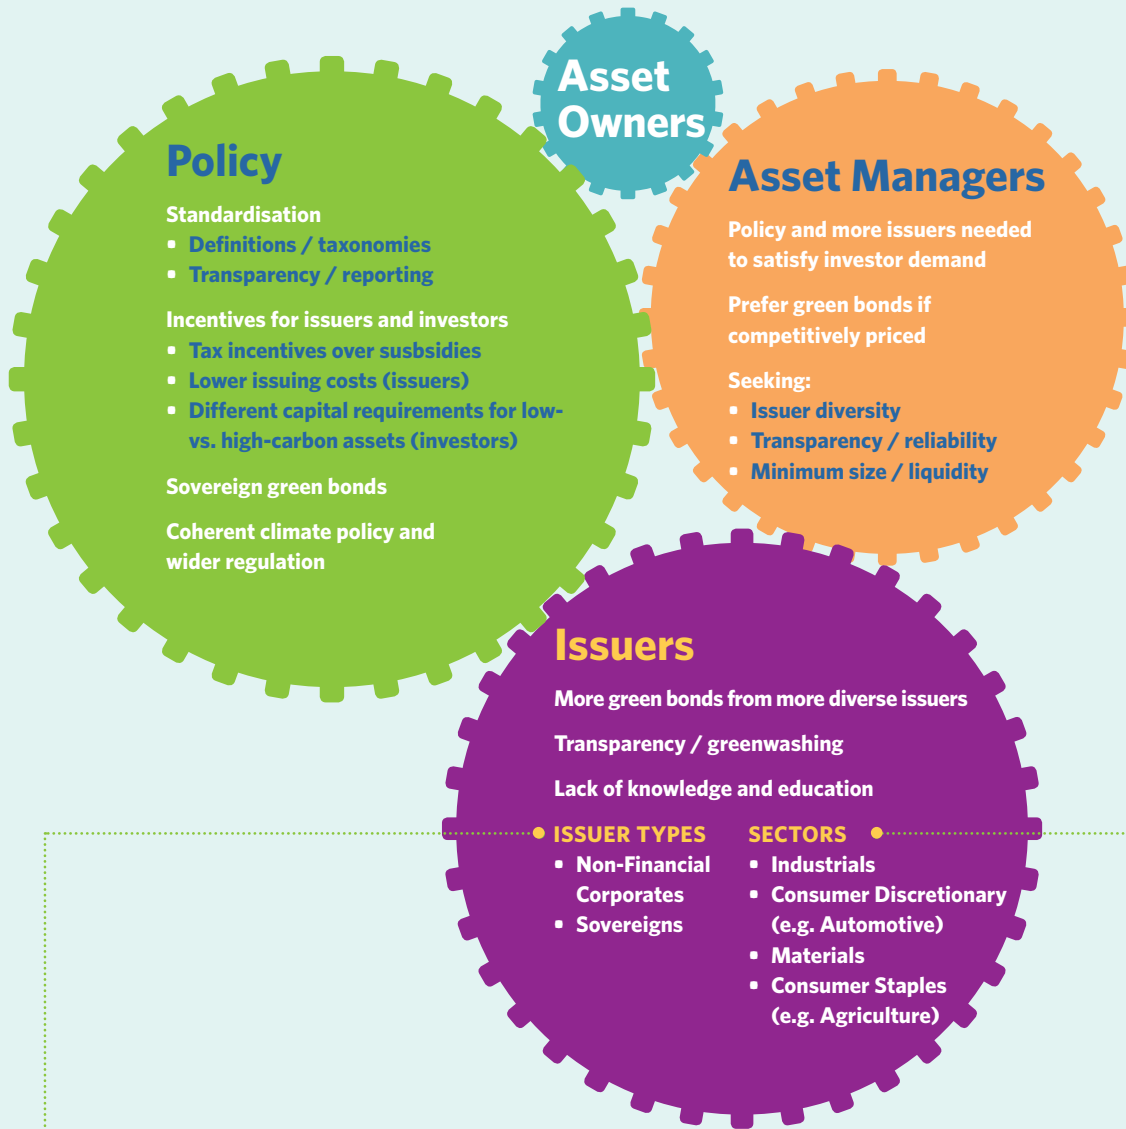 Asset
Owners
Policy
Standardisation
▪ Definitions / taxonomies
▪ Transparency / reporting
Incentives for issuers and investors
▪ Tax incentives over susbsidies
▪ Lower issuing costs (issuers)
▪ Different capital requirements for low-
vs. high-carbon assets (investors)
Sovereign green bonds
Coherent climate policy and
wider regulation
Asset Managers
Policy and more issuers needed
to satisfy investor demand
Prefer green bonds if
competitively priced
Seeking:
▪ Issuer diversity
▪ Transparency / reliability
▪ Minimum size / liquidity
Issuers
More green bonds from more diverse issuers
Transparency / greenwashing
Lack of knowledge and education
ISSUER TYPES
▪ Non-Financial
Corporates
▪ Sovereigns
SECTORS
▪ Industrials
▪ Consumer Discretionary
(e.g. Automotive)
▪ Materials
▪ Consumer Staples
(e.g. Agriculture)